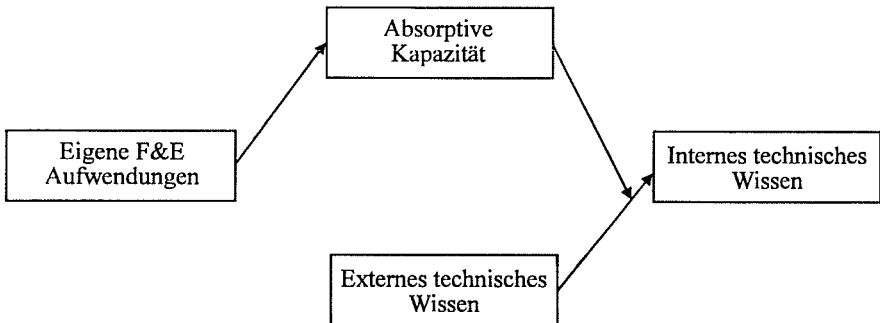 Absorptive
Kapazität
Eigene F&E
Aufwendungen
Internes technisches
Wissen
Externes technisches
Wissen